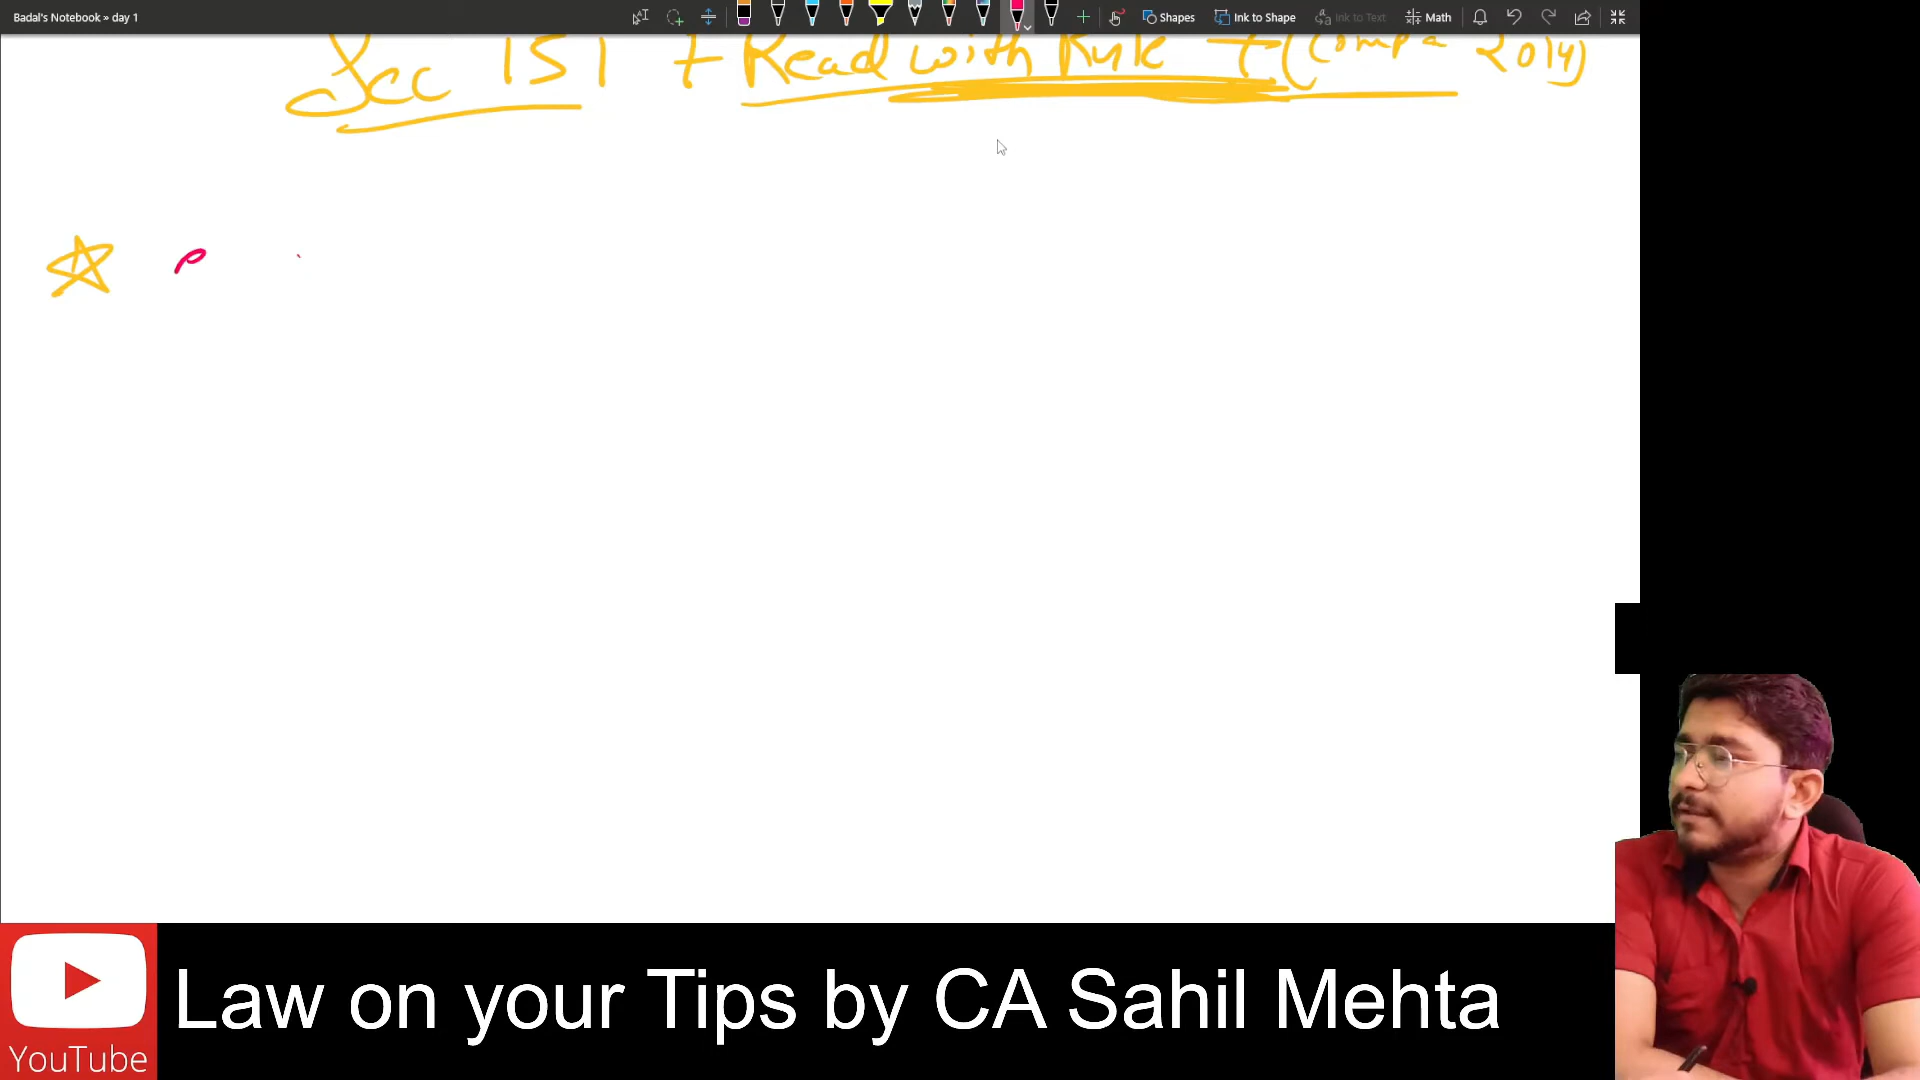 Badal's Notebook » day 1
Shapes Ink to Shape Ink to Text Math
Sec 151 + Read with Rule + (Compa 2014)
YouTube
Law on your Tips by CA Sahil Mehta